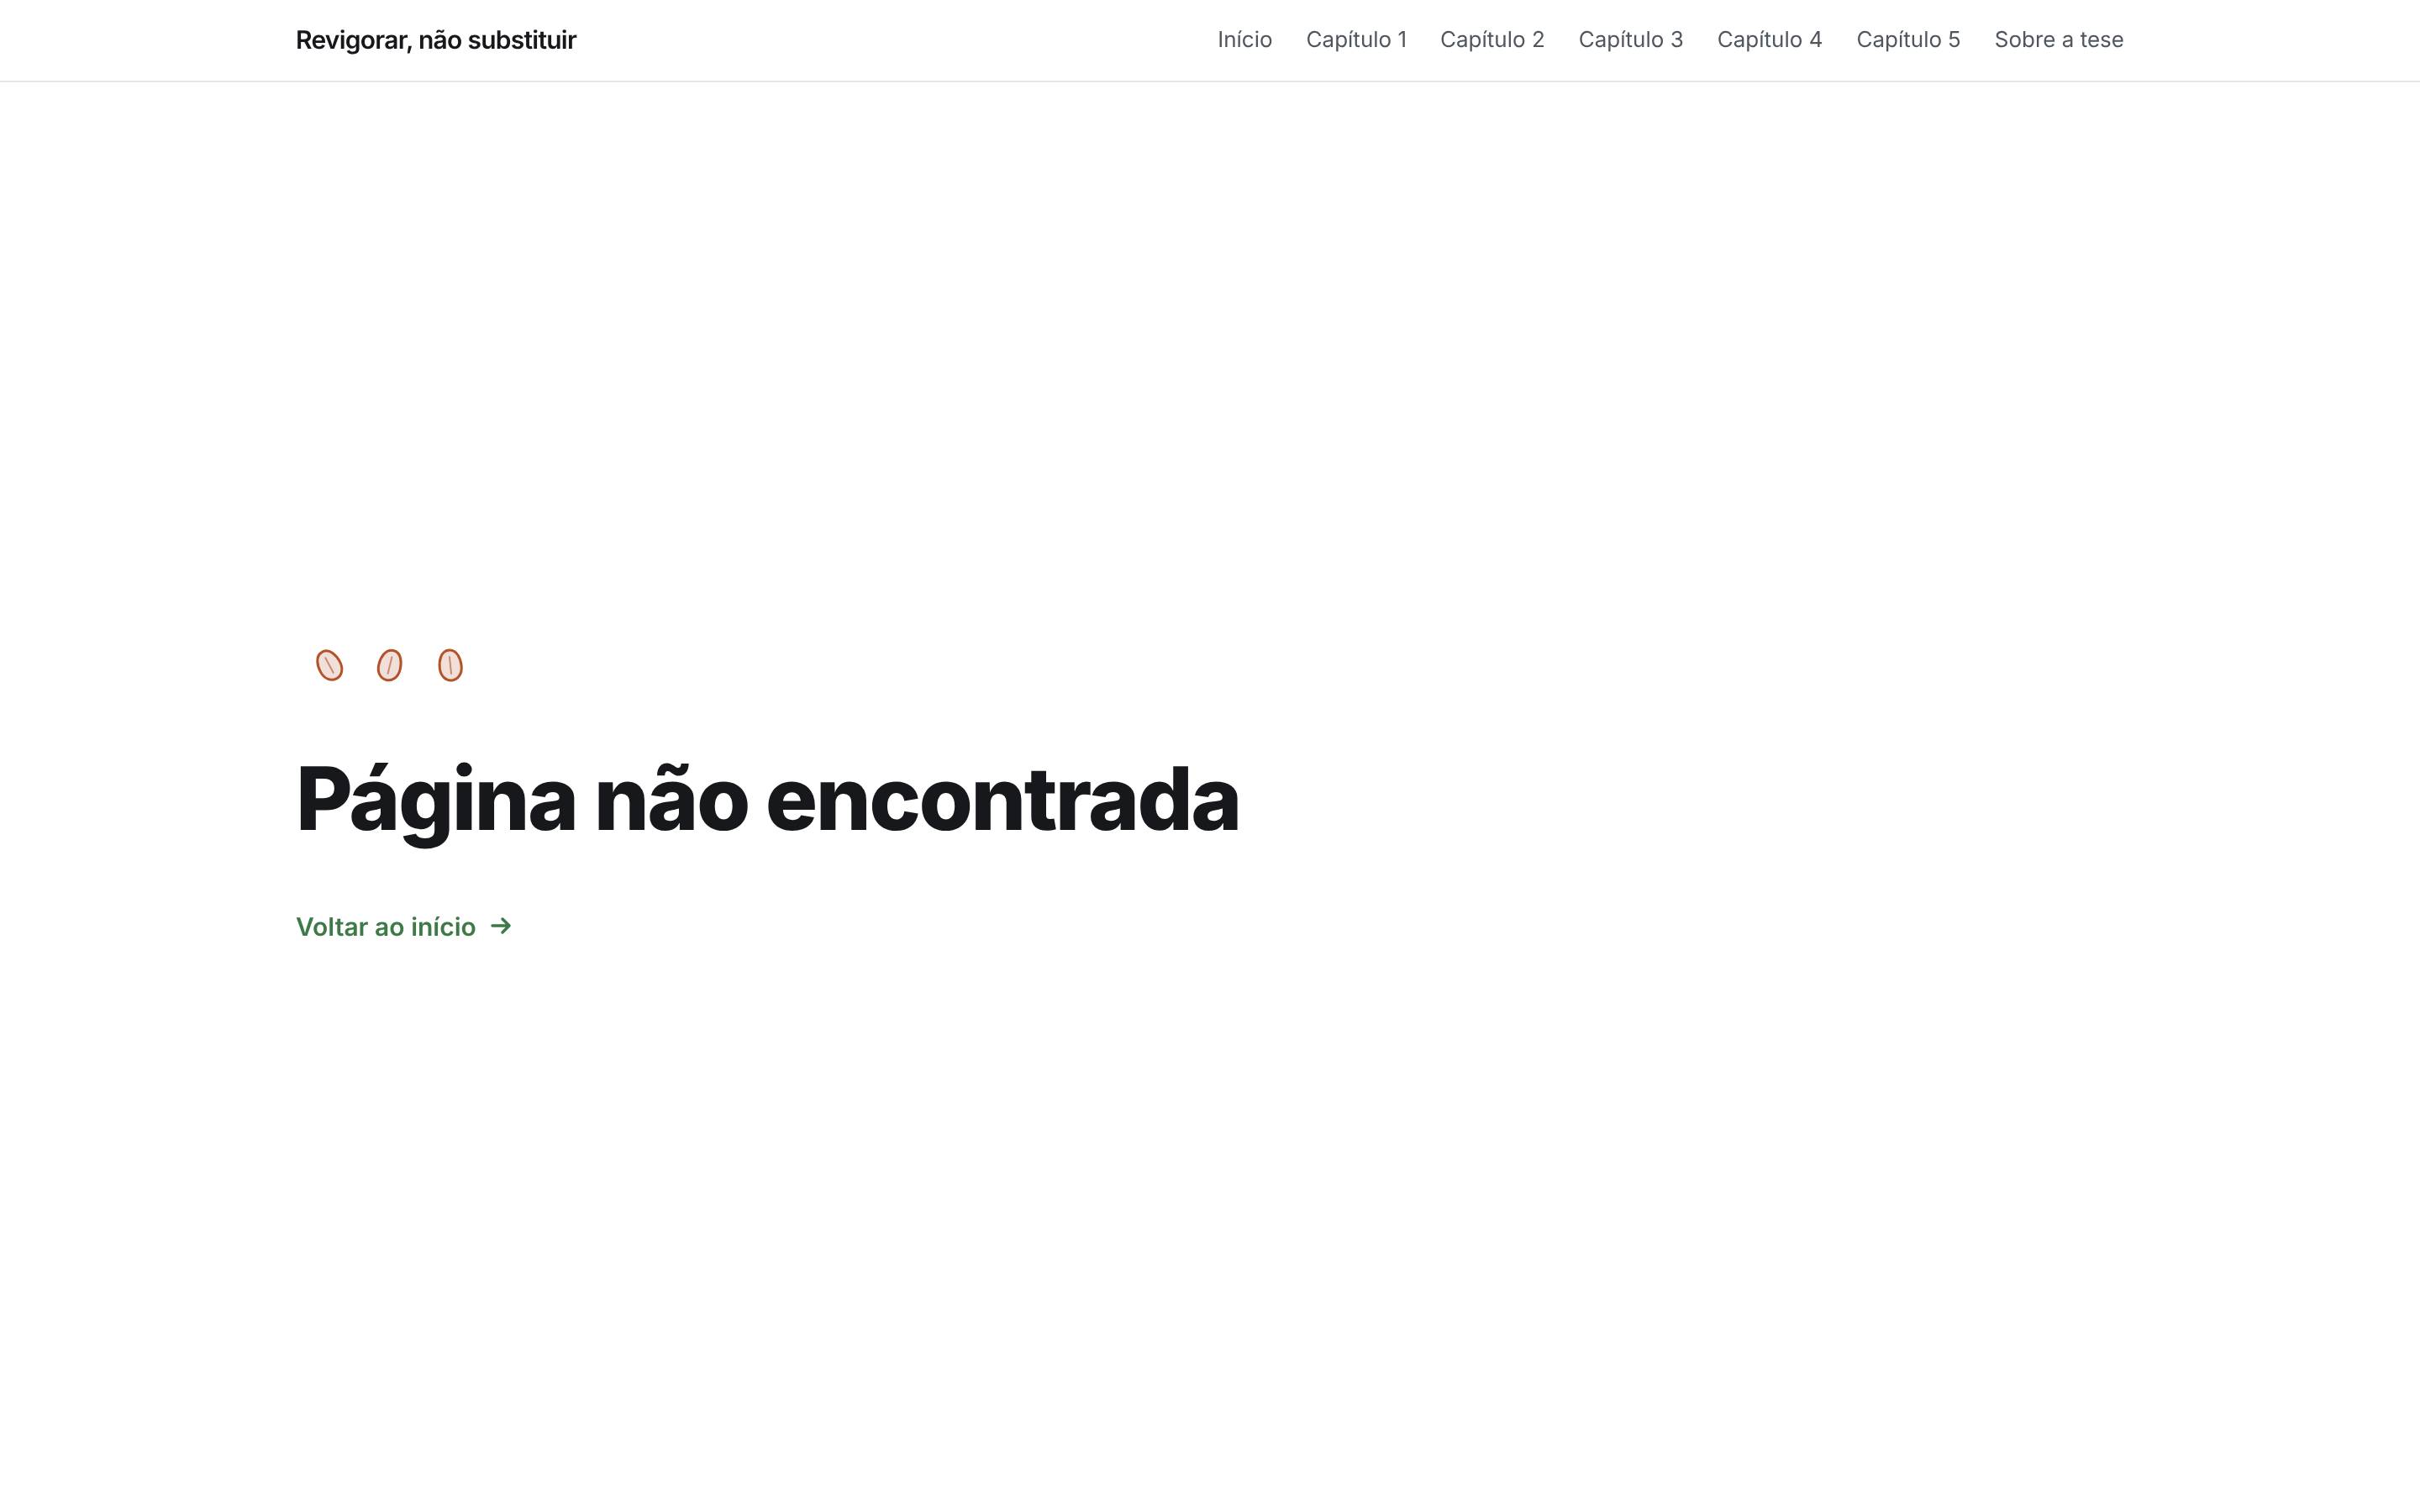 Revigorar, não substituir
Início Capítulo 1 Capítulo 2 Capítulo 3 Capítulo 4 Capítulo 5 Sobre a tese
Página não encontrada
Voltar ao início →